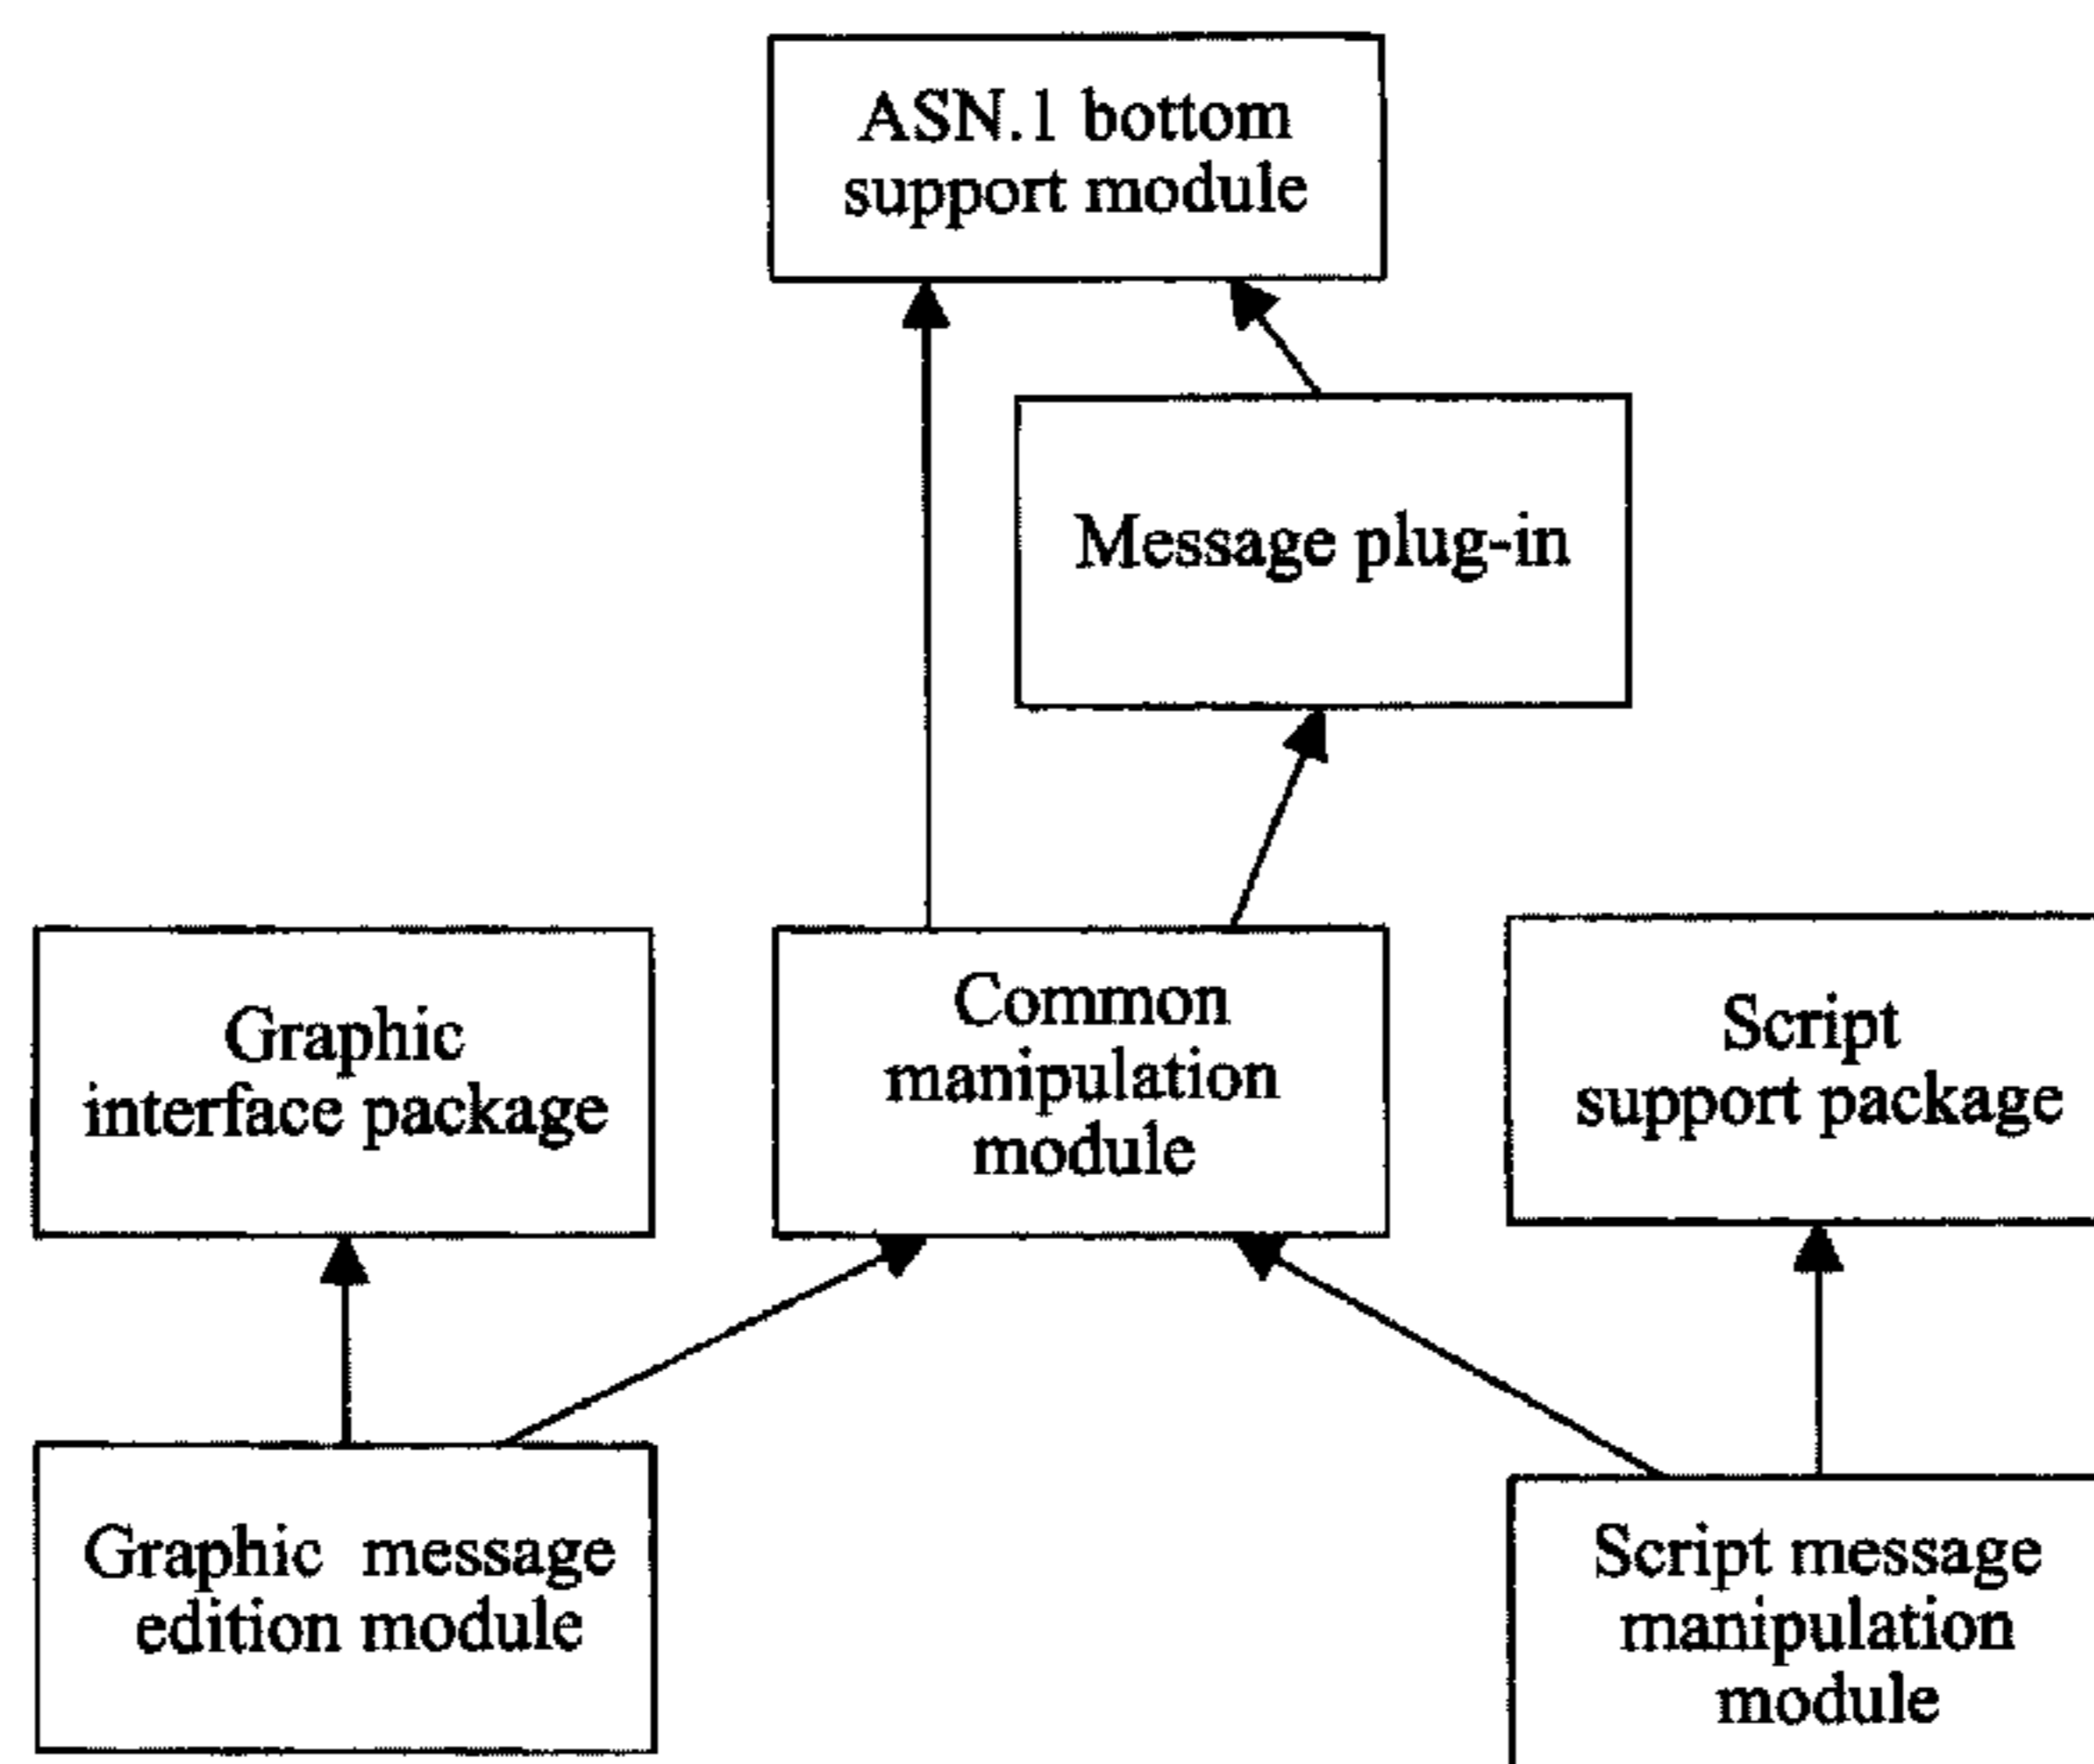 ASN.1 bottom
support module
Message plug-in
Graphic
interface package
Common
manipulation
module
Script
support package
Graphic message
edition module
Script message
manipulation
module